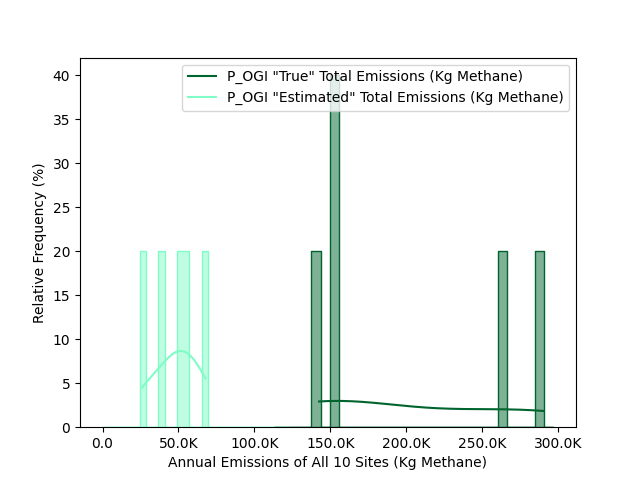 P_OGI "True" Total Emissions (Kg Methane)
P_OGI "Estimated" Total Emissions (Kg Methane)
40
35
30
25
20
15
10
5
0
Relative Frequency (%)
0.0 50.0K 100.0K 150.0K 200.0K 250.0K 300.0K
Annual Emissions of All 10 Sites (Kg Methane)